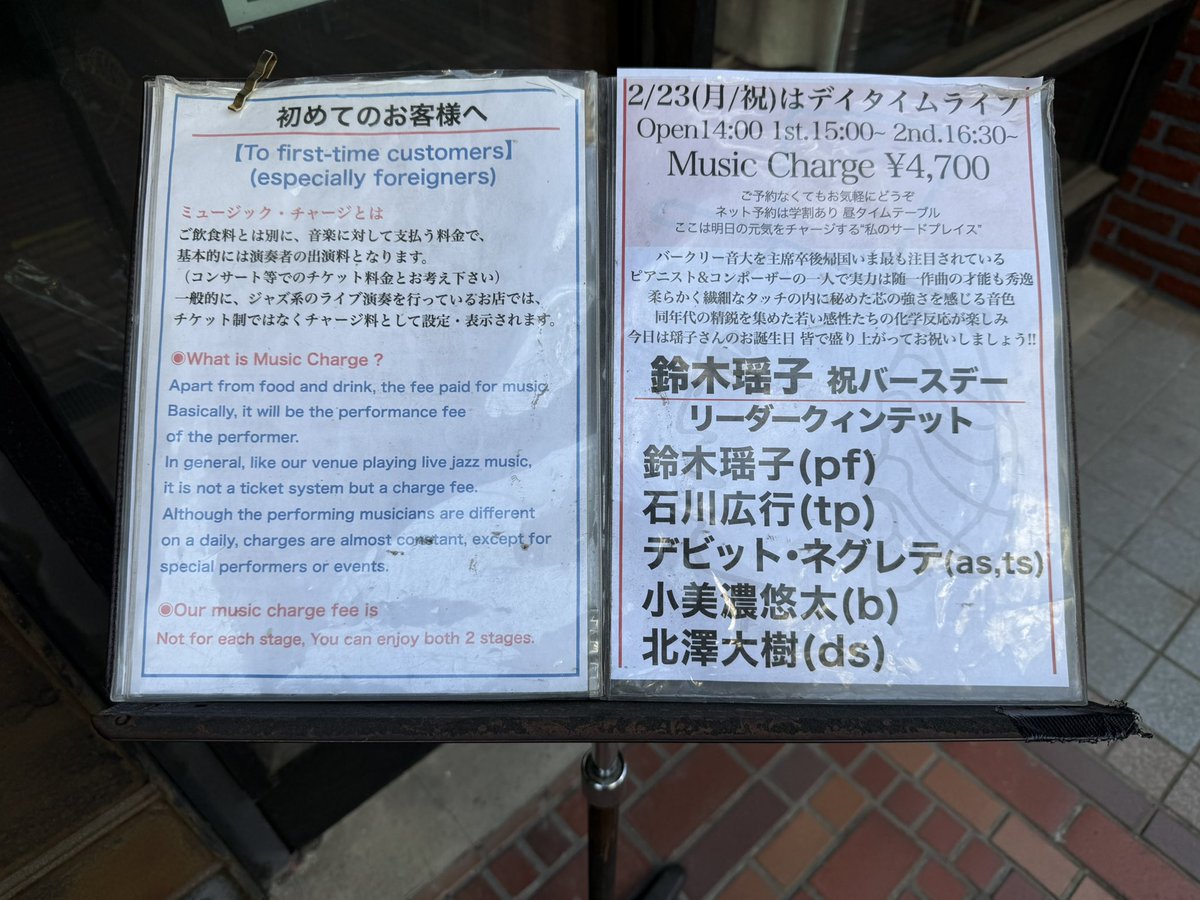 初めてのお客様へ
【To first-time customers】
(especially foreigners)
ミュージック・チャージとは
ご飲食料とは別に、音楽に対して支払う料金で、
基本的には演奏者の出演料となります。
(コンサート等でのチケット料金とお考え下さい)
一般的に、ジャズ系のライブ演奏を行っているお店では、
チケット制ではなくチャージ料として設定・表示されます。
◉What is Music Charge ?
Apart from food and drink, the fee paid for music.
Basically, it will be the performance fee
of the performer.
In general, like our venue playing live jazz music,
it is not a ticket system but a charge fee.
Although the performing musicians are different
on a daily, charges are almost constant, except for
special performers or events.
◉Our music charge fee is
Not for each stage, You can enjoy both 2 stages.
2/23(月/祝)はデイタイムライブ
Open14:00 1st.15:00~ 2nd.16:30~
Music Charge ¥4,700
ご予約なくてもお気軽にどうぞ
ネット予約は学割あり 昼タイムテーブル
ここは明日の元気をチャージする“私のサードプレイス”
バークリー音大を主席卒後帰国いま最も注目されている
ピアニスト&コンポーザーの一人で実力は随一作曲の才能も秀逸
柔らかく繊細なタッチの内に秘めた芯の強さを感じる音色
同年代の精鋭を集めた若い感性たちの化学反応が楽しみ
今日は瑶子さんのお誕生日 皆で盛り上がってお祝いしましょう!!
鈴木瑶子 祝バースデー
リーダークィンテット
鈴木瑶子(pf)
石川広行(tp)
デビット・ネグレテ(as,ts)
小美濃悠太(b)
北澤大樹(ds)